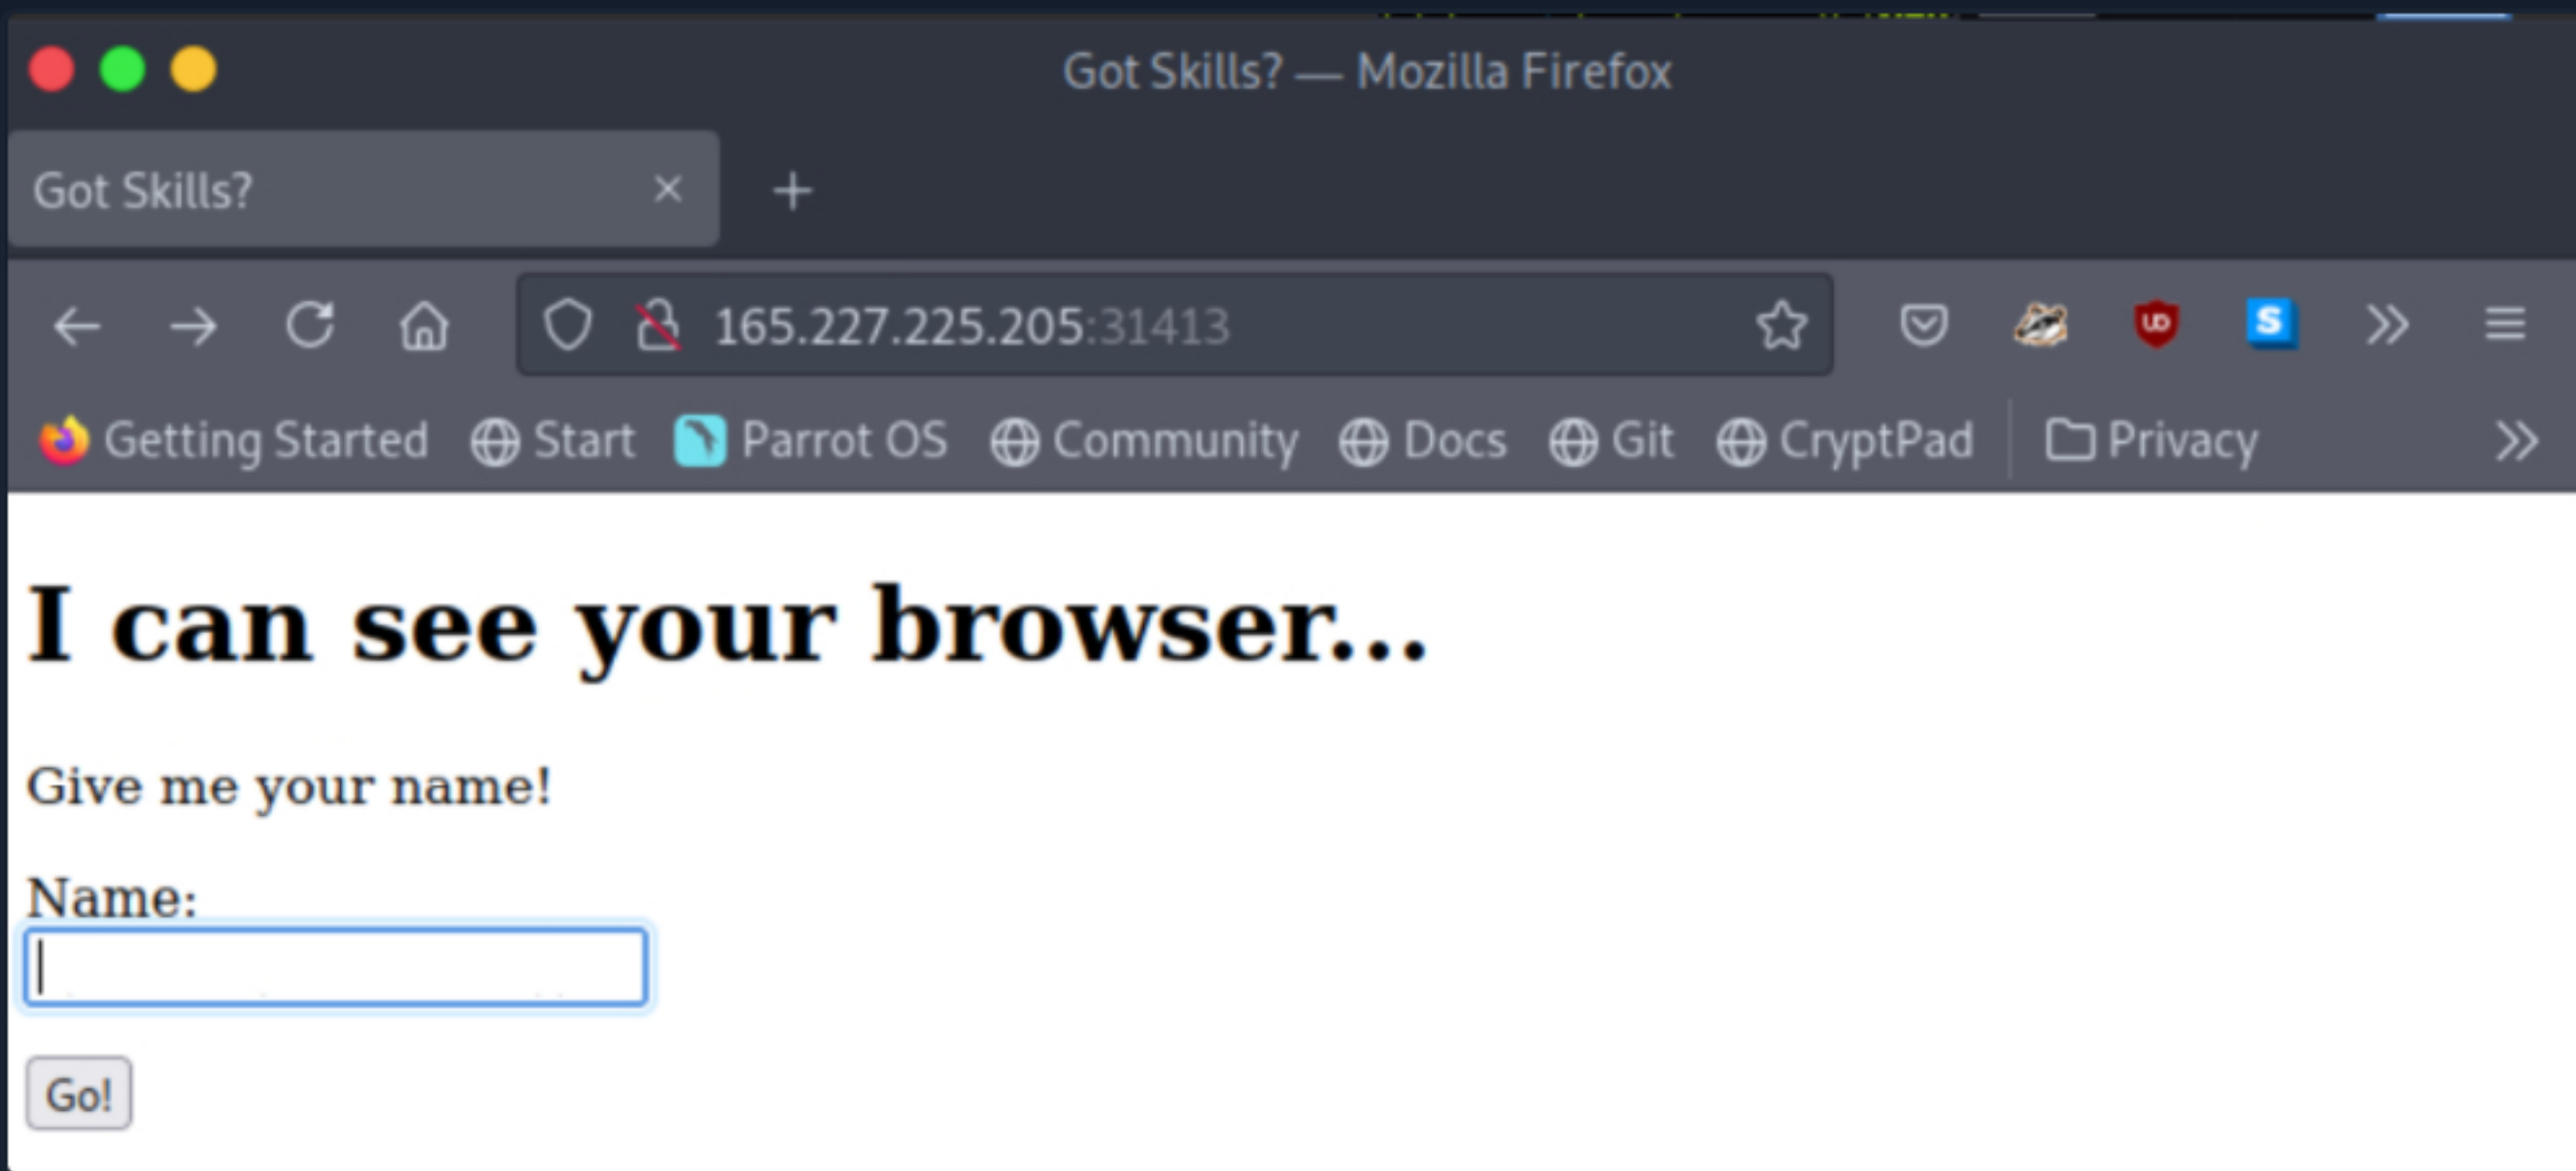 Got Skills? — Mozilla Firefox
Got Skills?
165.227.225.205:31413
UD
S
Getting Started Start Parrot OS Community Docs Git CryptPad Privacy
I can see your browser...
Give me your name!
Name:
Go!